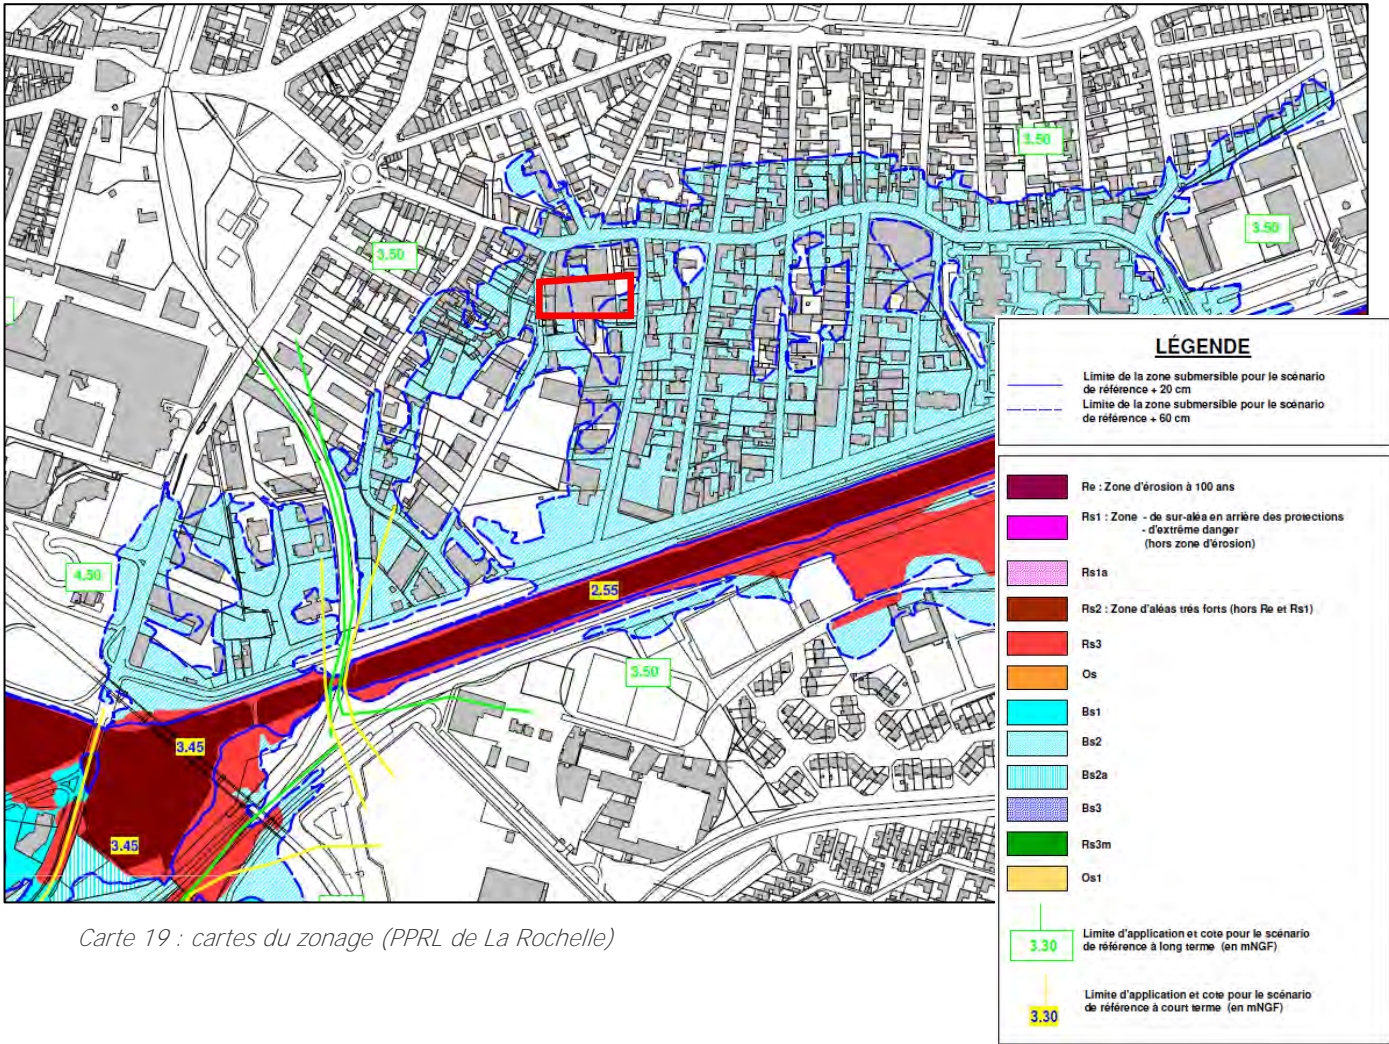 3.50
3.50
3.50
4.50
2.55
3.50
3.45
3.45
LÉGENDE
Limite de la zone submersible pour le scénario
de référence + 20 cm
Limite de la zone submersible pour le scénario
de référence + 60 cm
Re : Zone d'érosion à 100 ans
Rs1 : Zone - de sur-aléa en arrière des protections
- d'extrême danger
(hors zone d'érosion)
Rs1a
Rs2 : Zone d'aléas très forts (hors Re et Rs1)
Rs3
Os
Bs1
Bs2
Bs2a
Bs3
Rs3m
Os1
3.30
Limite d'application et cote pour le scénario
de référence à long terme (en mNGF)
3.30
Limite d'application et cote pour le scénario
de référence à court terme (en mNGF)
Carte 19 : cartes du zonage (PPRL de La Rochelle)